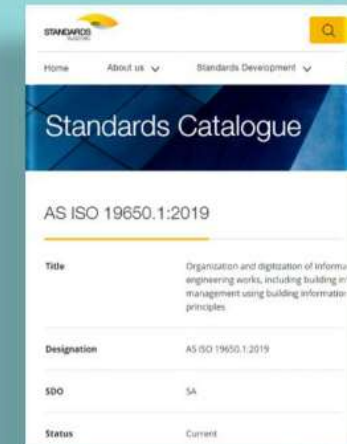 STANDARDS
Home About us Standards Development
Standards Catalogue
AS ISO 19650.1:2019
Title Organization and digitization of informa
engineering works, including building in
management using building information
principles
Designation AS ISO 19650.1:2019
SDO SA
Status Current